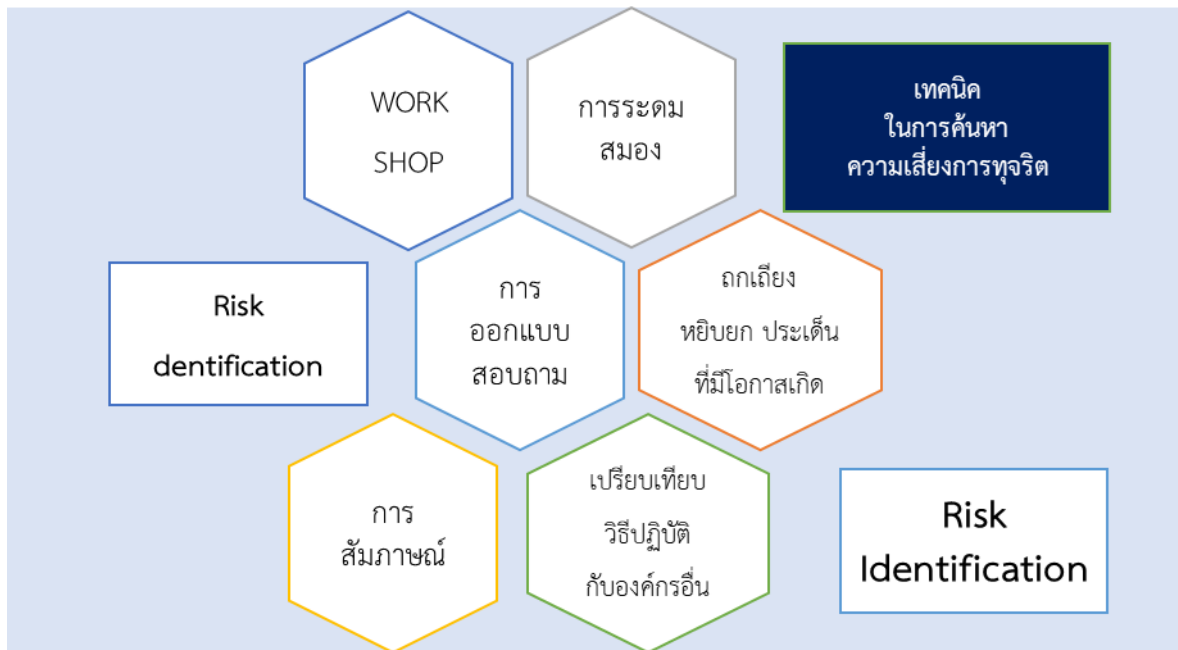 WORK
SHOP
การระดม
สมอง
เทคนิค
ในการค้นหา
ความเสี่ยงการทุจริต
Risk
dentification
การ
ออกแบบ
สอบถาม
ถกเถียง
หยิบยก ประเด็น
ที่มีโอกาสเกิด
การ
สัมภาษณ์
เปรียบเทียบ
วิธีปฏิบัติ
กับองค์กรอื่น
Risk
Identification